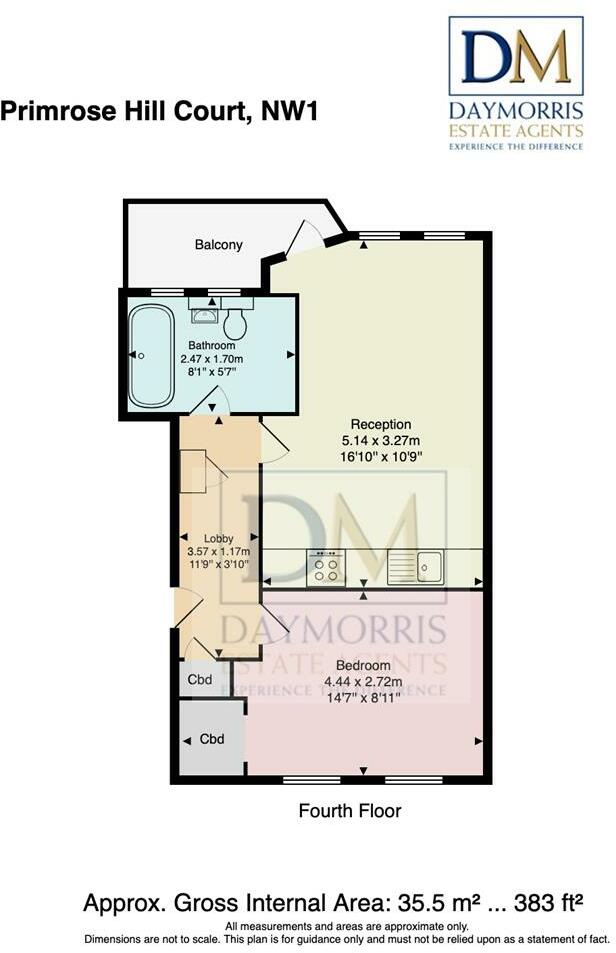 DM
DAYMORRIS
ESTATE AGENTS
EXPERIENCE THE DIFFERENCE
Primrose Hill Court, NW1
Balcony
Bathroom
2.47 x 1.70m
8'1" x 5'7"
Reception
5.14 x 3.27m
16'10" x 10'9"
DM
Lobby
3.57 x 1.17m
11'9" x 3'10"
DAYMORRIS
ESTATE AGENTS
EXPERIENCE THE DIFFERENCE
Bedroom
4.44 x 2.72m
14'7" x 8'11"
Cbd
Cbd
Fourth Floor
Approx. Gross Internal Area: 35.5 m² ... 383 ft²
All measurements and areas are approximate only.
Dimensions are not to scale. This plan is for guidance only and must not be relied upon as a statement of fact.